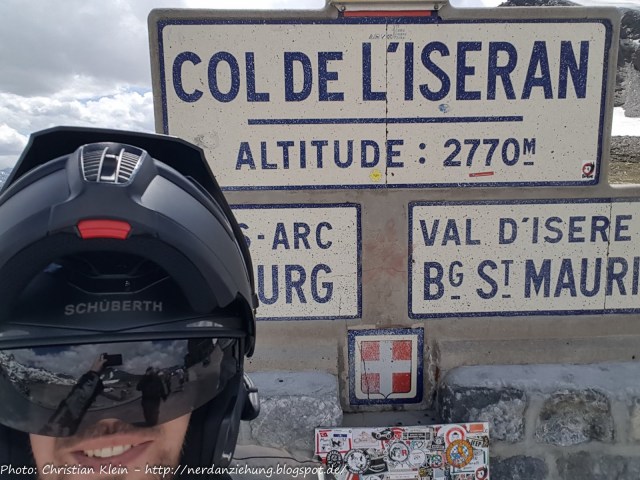 COL DE L'ISERAN
ALTITUDE : 2770M
S-ARC
URG
VAL D'ISERE
BG ST MAURI
SCHUBERTH
Photo: Christian Klein - http://nerdanziehung.blogspot.de/